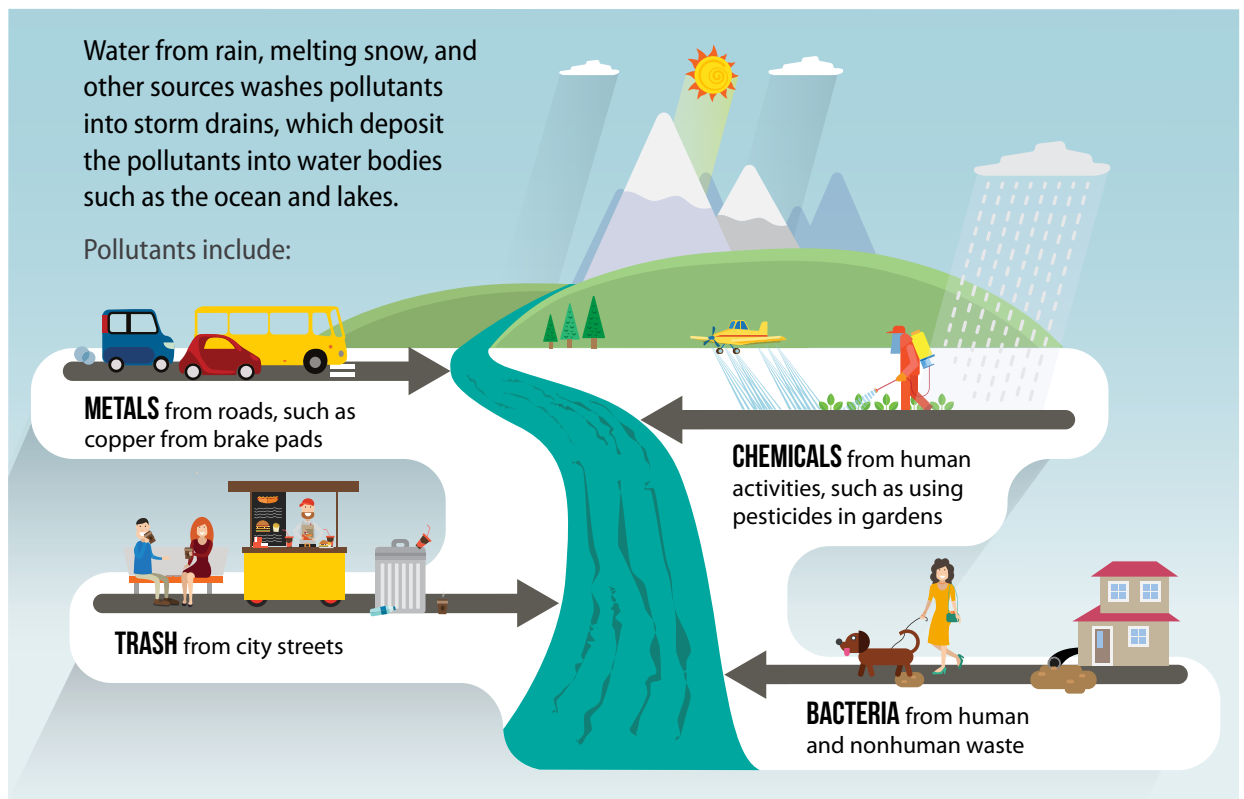 Water from rain, melting snow, and
other sources washes pollutants
into storm drains, which deposit
the pollutants into water bodies
such as the ocean and lakes.
Pollutants include:
METALS from roads, such as
copper from brake pads
CHEMICALS from human
activities, such as using
pesticides in gardens
TRASH from city streets
BACTERIA from human
and nonhuman waste